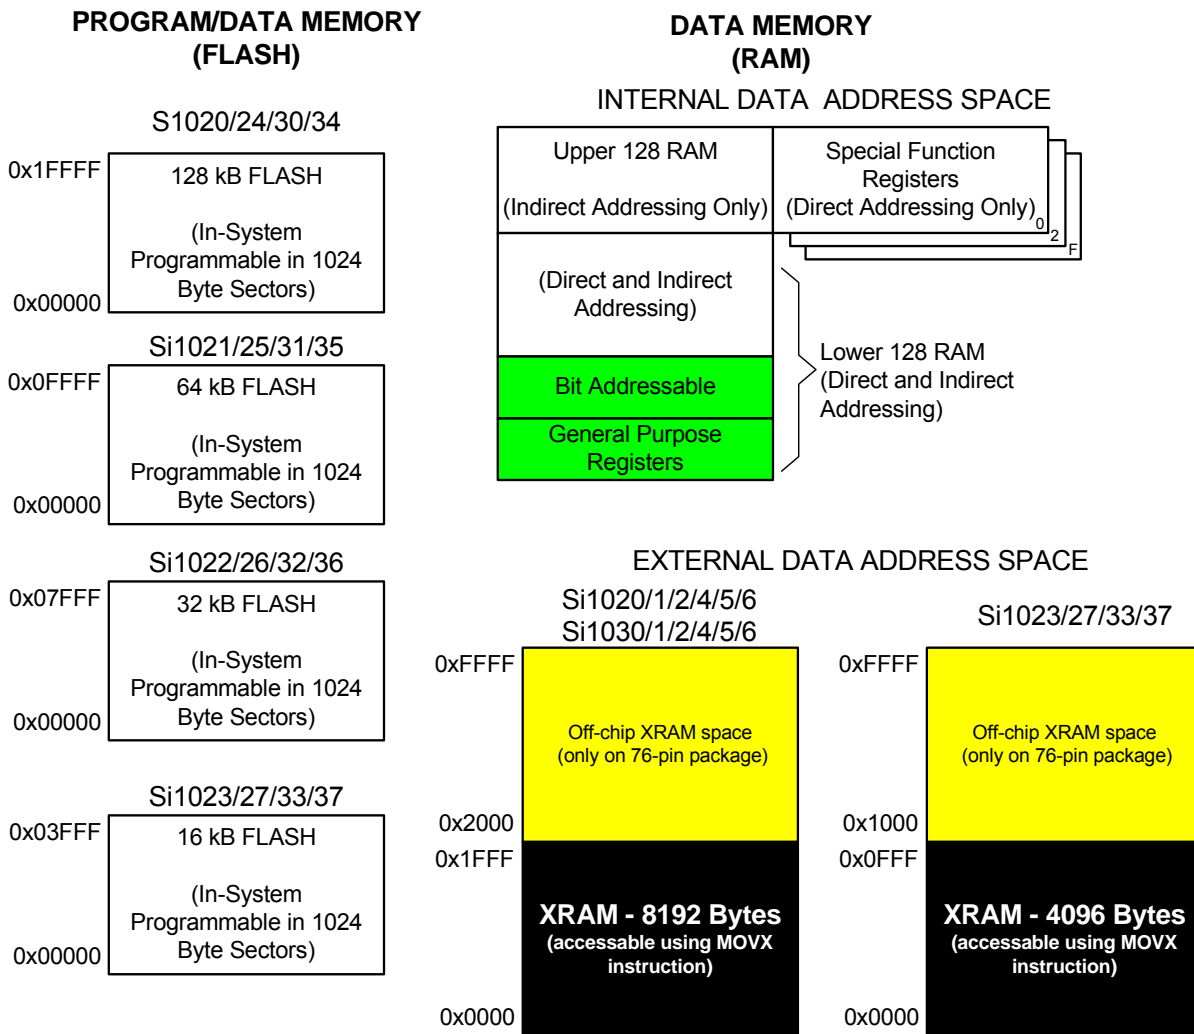 PROGRAM/DATA MEMORY
(FLASH)
S1020/24/30/34
0x1FFFF
128 kB FLASH
(In-System
Programmable in 1024
Byte Sectors)
0x00000
Si1021/25/31/35
0x0FFFF
64 kB FLASH
(In-System
Programmable in 1024
Byte Sectors)
0x00000
Si1022/26/32/36
0x07FFF
32 kB FLASH
(In-System
Programmable in 1024
Byte Sectors)
0x00000
Si1023/27/33/37
0x03FFF
16 kB FLASH
(In-System
Programmable in 1024
Byte Sectors)
0x00000
DATA MEMORY
(RAM)
INTERNAL DATA ADDRESS SPACE
Upper 128 RAM
(Indirect Addressing Only)
Special Function
Registers
(Direct Addressing Only)
0
2
F
(Direct and Indirect
Addressing)
Bit Addressable
General Purpose
Registers
Lower 128 RAM
(Direct and Indirect
Addressing)
EXTERNAL DATA ADDRESS SPACE
Si1020/1/2/4/5/6
Si1030/1/2/4/5/6
0xFFFF
Off-chip XRAM space
(only on 76-pin package)
0x2000
0x1FFF
XRAM - 8192 Bytes
(accessable using MOVX
instruction)
0x0000
Si1023/27/33/37
0xFFFF
Off-chip XRAM space
(only on 76-pin package)
0x1000
0x0FFF
XRAM - 4096 Bytes
(accessable using MOVX
instruction)
0x0000